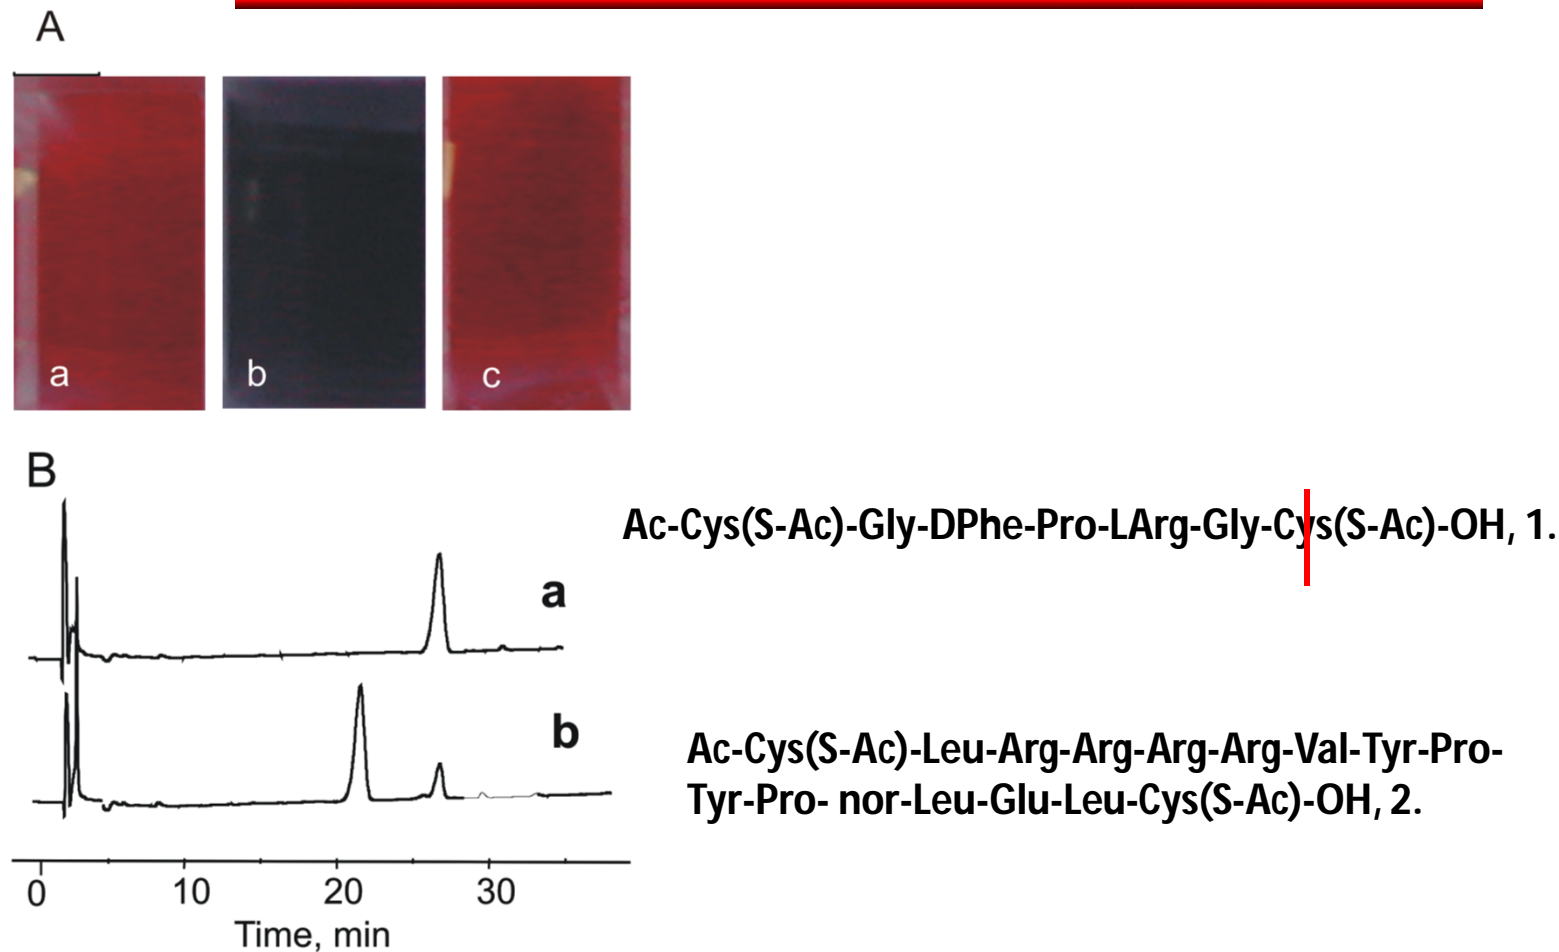 A
a
b
c
B
a
b
Ac-Cys(S-Ac)-Gly-DPhe-Pro-LArg-Gly-Cys(S-Ac)-OH, 1.
Ac-Cys(S-Ac)-Leu-Arg-Arg-Arg-Arg-Val-Tyr-Pro-
Tyr-Pro- nor-Leu-Glu-Leu-Cys(S-Ac)-OH, 2.
0 10 20 30
Time, min